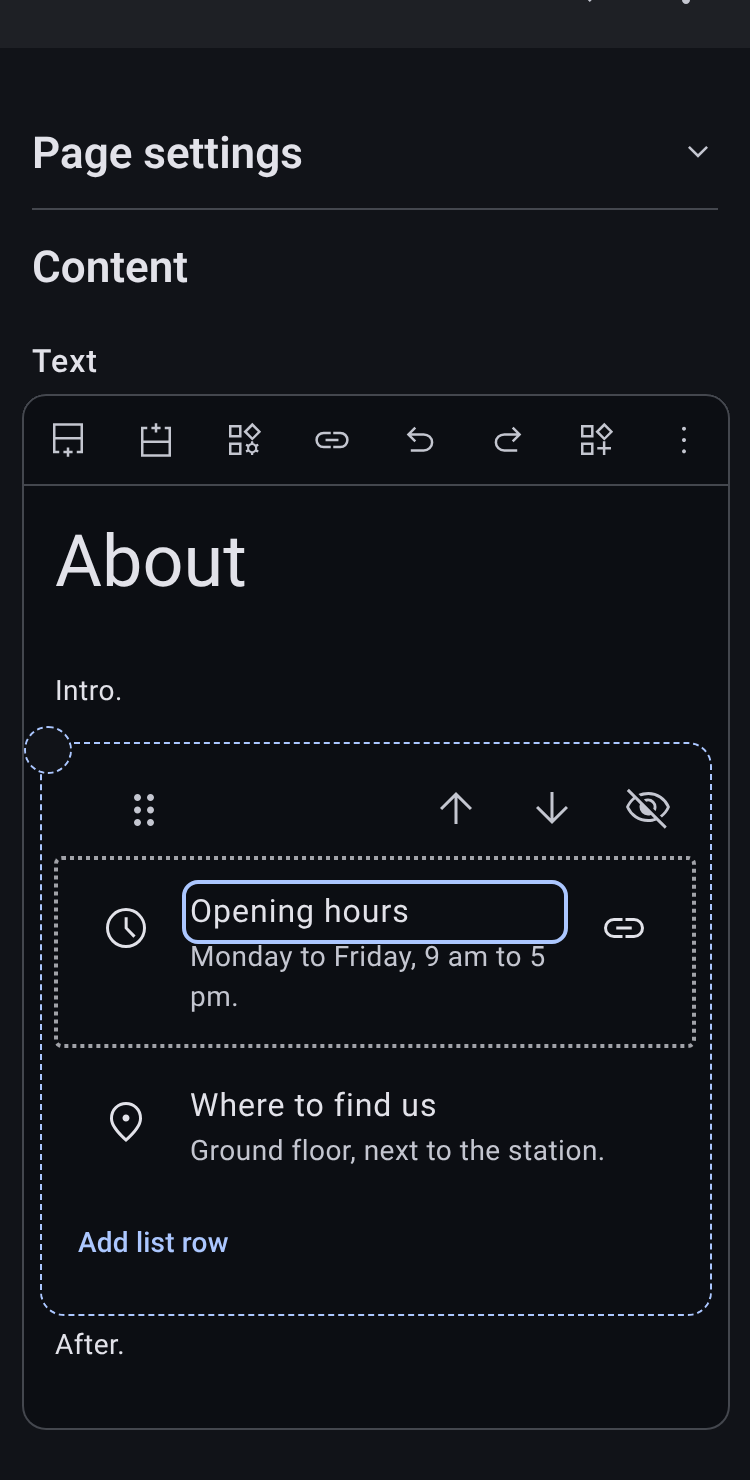 Page settings
Content
Text
About
Intro.
Opening hours
Monday to Friday, 9 am to 5
pm.
Where to find us
Ground floor, next to the station.
Add list row
After.